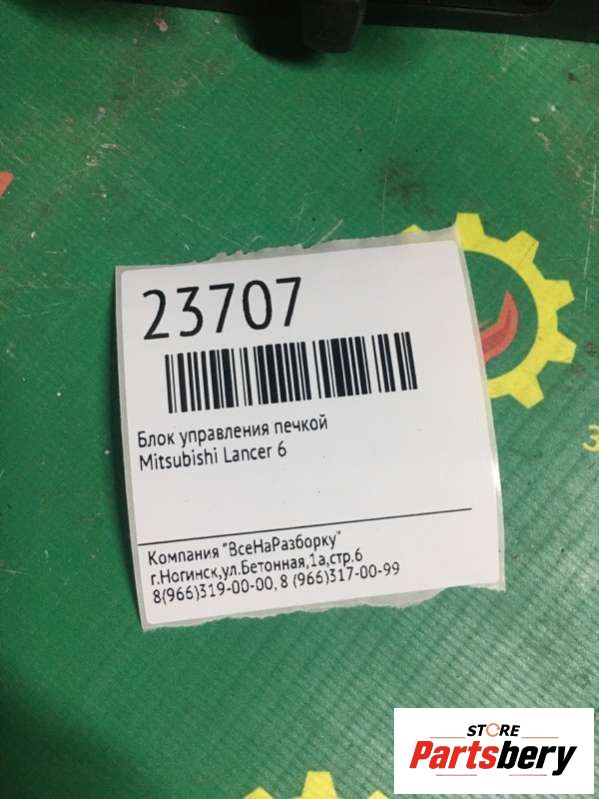 23707
Блок управления печкой
Mitsubishi Lancer 6
Компания "ВсеНаРазборку"
г.Ногинск,ул.Бетонная,1а,стр.6
8(966)319-00-00, 8 (966)317-00-99
STORE
Partsbery